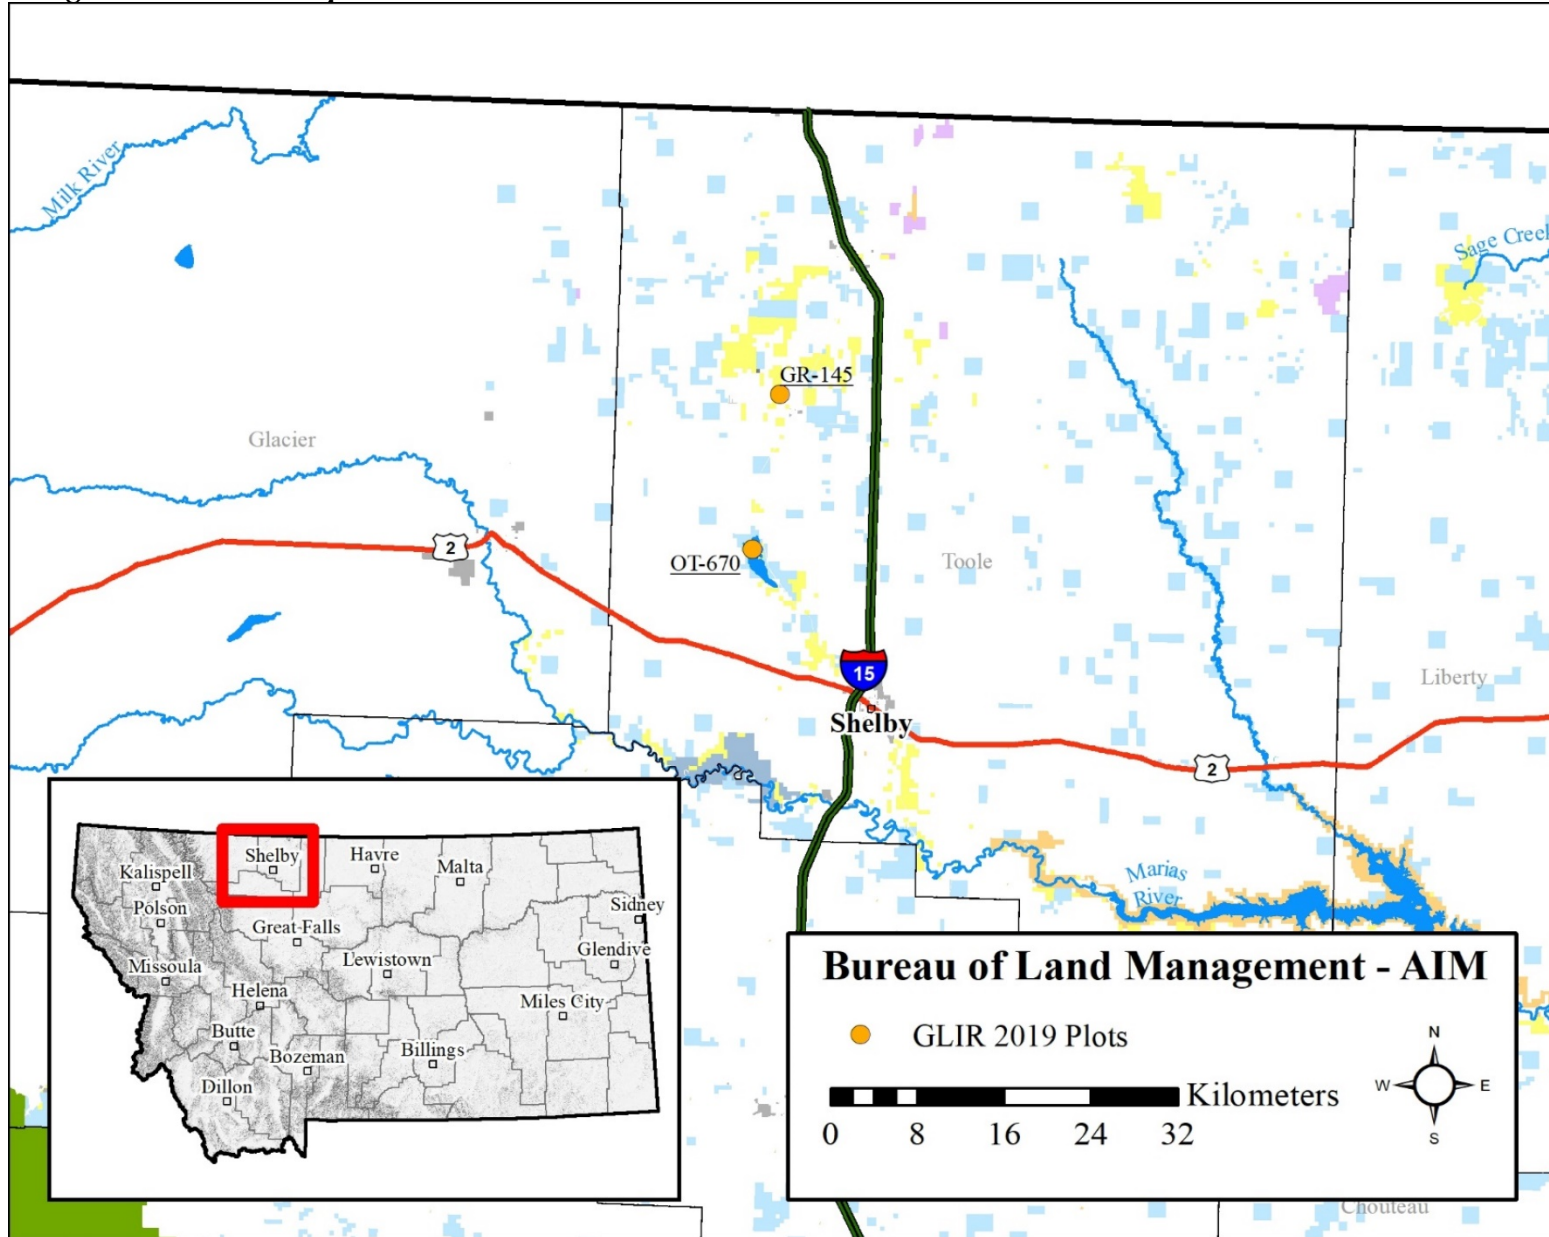 Milk River
Sage Creek
GR-145
Glacier
2
OT-670
Toole
15
Liberty
Shelby
2
Marias
River
Kalispell
Shelby
Havre
Malta
Polson
Great Falls
Sidney
Missoula
Lewistown
Glendive
Helena
Miles City
Butte
Bozeman
Billings
Dillon
Bureau of Land Management - AIM
GLIR 2019 Plots
Kilometers
0 8 16 24 32
N
W E
S
Chouteau